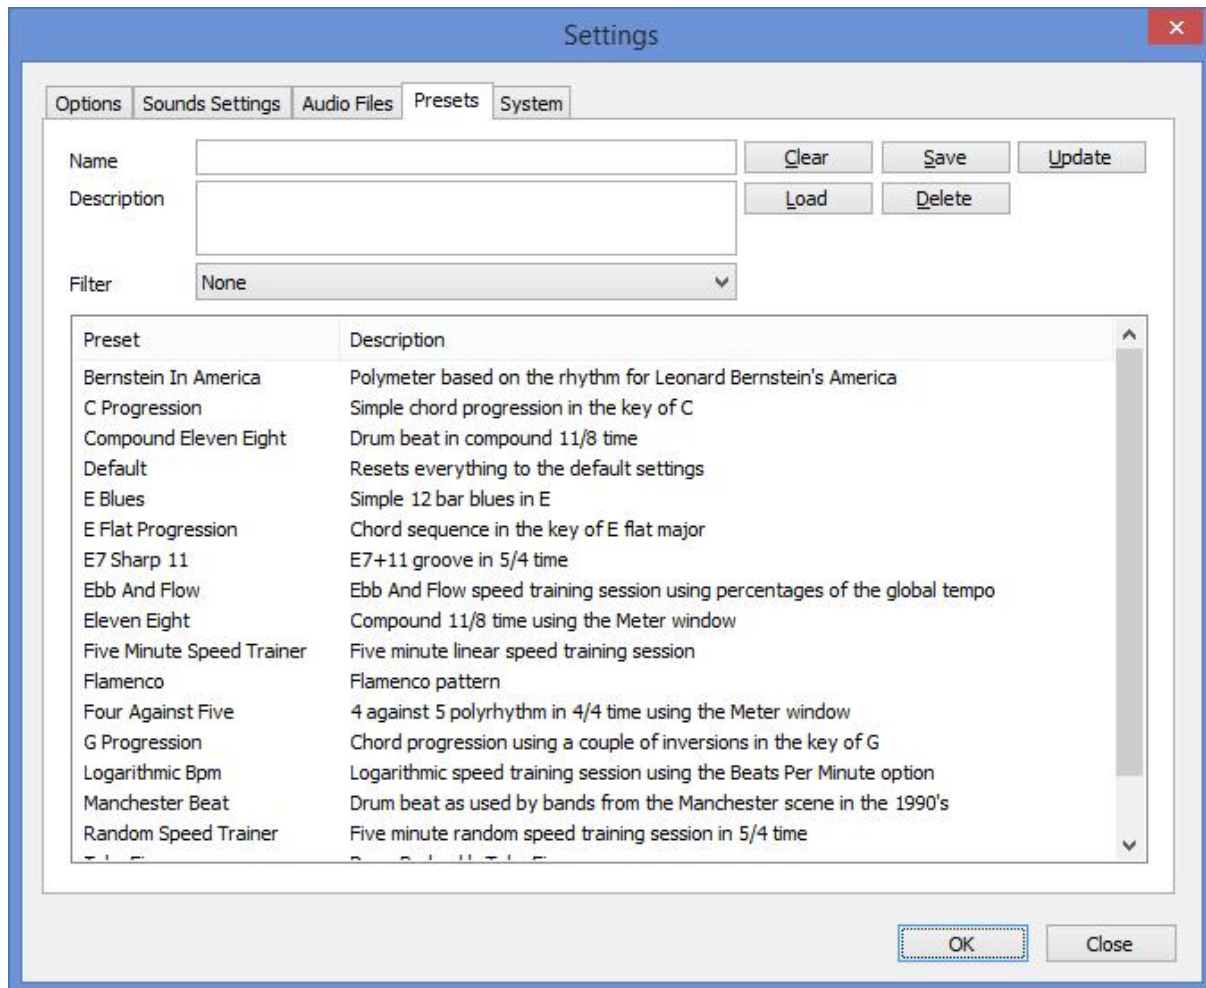 Settings
Options Sounds Settings Audio Files Presets System
Name Clear Save Update
Description Load Delete
Filter None
Preset Description
Bernstein In America Polymeter based on the rhythm for Leonard Bernstein's America
C Progression Simple chord progression in the key of C
Compound Eleven Eight Drum beat in compound 11/8 time
Default Resets everything to the default settings
E Blues Simple 12 bar blues in E
E Flat Progression Chord sequence in the key of E flat major
E7 Sharp 11 E7+11 groove in 5/4 time
Ebb And Flow Ebb And Flow speed training session using percentages of the global tempo
Eleven Eight Compound 11/8 time using the Meter window
Five Minute Speed Trainer Five minute linear speed training session
Flamenco Flamenco pattern
Four Against Five 4 against 5 polyrhythm in 4/4 time using the Meter window
G Progression Chord progression using a couple of inversions in the key of G
Logarithmic Bpm Logarithmic speed training session using the Beats Per Minute option
Manchester Beat Drum beat as used by bands from the Manchester scene in the 1990's
Random Speed Trainer Five minute random speed training session in 5/4 time
OK Close